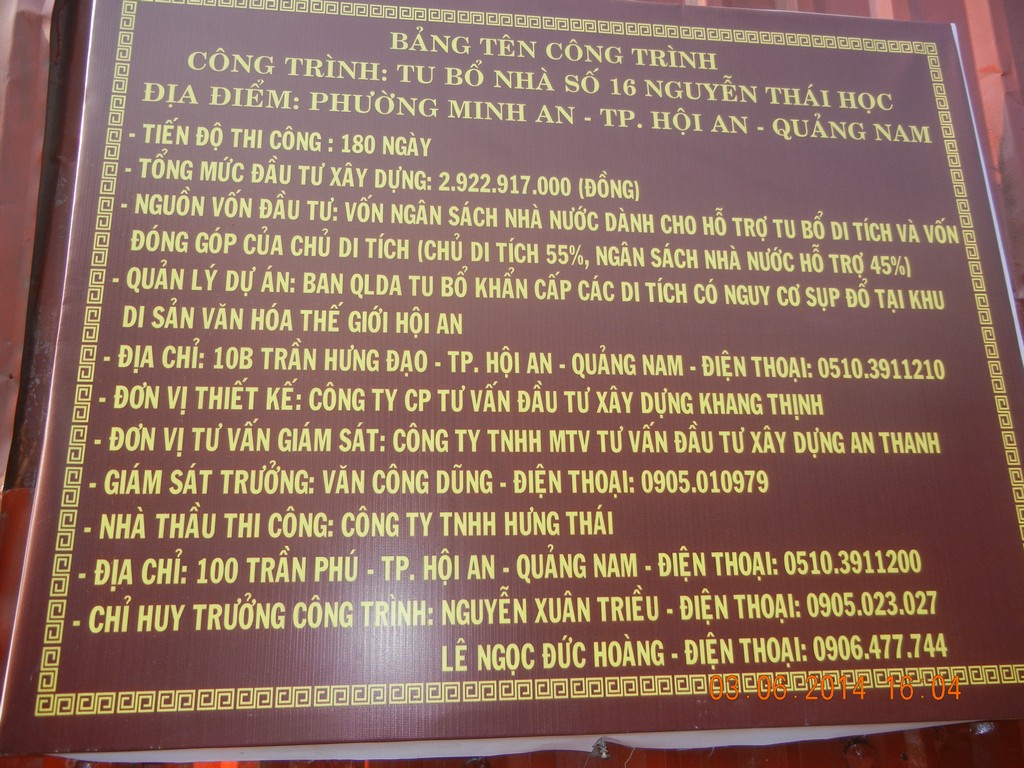 BẢNG TÊN CÔNG TRÌNH
CÔNG TRÌNH: TU BỔ NHÀ SỐ 16 NGUYỄN THÁI HỌC
ĐỊA ĐIỂM: PHƯỜNG MINH AN - TP. HỘI AN - QUẢNG NAM
- TIẾN ĐỘ THI CÔNG : 180 NGÀY
- TỔNG MỨC ĐẦU TƯ XÂY DỰNG: 2.922.917.000 (ĐỒNG)
- NGUỒN VỐN ĐẦU TƯ: VỐN NGÂN SÁCH NHÀ NƯỚC DÀNH CHO HỖ TRỢ TU BỔ DI TÍCH VÀ VỐN
ĐÓNG GÓP CỦA CHỦ DI TÍCH (CHỦ DI TÍCH 55%, NGÂN SÁCH NHÀ NƯỚC HỖ TRỢ 45%)
- QUẢN LÝ DỰ ÁN: BAN QLDA TU BỔ KHẨN CẤP CÁC DI TÍCH CÓ NGUY CƠ SỤP ĐỔ TẠI KHU
DI SẢN VĂN HÓA THẾ GIỚI HỘI AN
- ĐỊA CHỈ: 10B TRẦN HƯNG ĐẠO - TP. HỘI AN - QUẢNG NAM - ĐIỆN THOẠI: 0510.3911210
- ĐƠN VỊ THIẾT KẾ: CÔNG TY CP TƯ VẤN ĐẦU TƯ XÂY DỰNG KHANG THỊNH
- ĐƠN VỊ TƯ VẤN GIÁM SÁT: CÔNG TY TNHH MTV TƯ VẤN ĐẦU TƯ XÂY DỰNG AN THANH
- GIÁM SÁT TRƯỞNG: VĂN CÔNG DŨNG - ĐIỆN THOẠI: 0905.010979
- NHÀ THẦU THI CÔNG: CÔNG TY TNHH HƯNG THÁI
- ĐỊA CHỈ: 100 TRẦN PHÚ - TP. HỘI AN - QUẢNG NAM - ĐIỆN THOẠI: 0510.3911200
- CHỈ HUY TRƯỞNG CÔNG TRÌNH: NGUYỄN XUÂN TRIỀU - ĐIỆN THOẠI: 0905.023.027
LÊ NGỌC ĐỨC HOÀNG - ĐIỆN THOẠI: 0906.477.744
03 06 2014 16 04